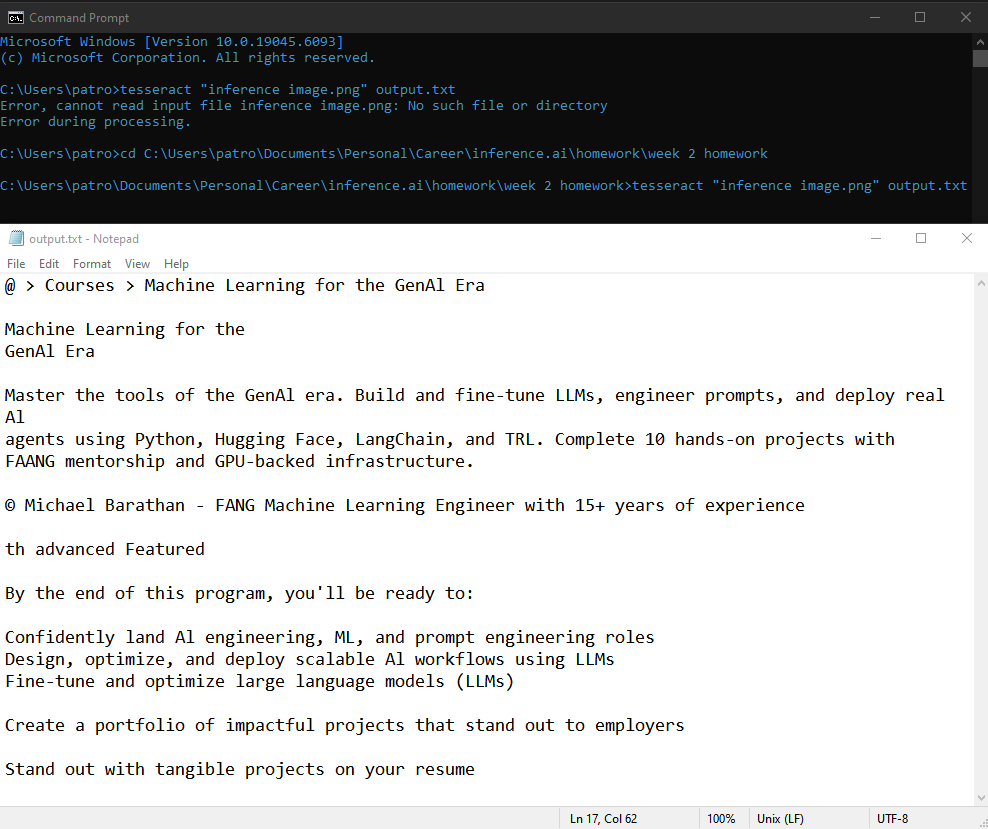 Command Prompt
Microsoft Windows [Version 10.0.19045.6093]
(c) Microsoft Corporation. All rights reserved.
C:\Users\patro>tesseract "inference image.png" output.txt
Error, cannot read input file inference image.png: No such file or directory
Error during processing.
C:\Users\patro>cd C:\Users\patro\Documents\Personal\Career\inference.ai\homework\week 2 homework
C:\Users\patro\Documents\Personal\Career\inference.ai\homework\week 2 homework>tesseract "inference image.png" output.txt
output.txt - Notepad
File Edit Format View Help
@ > Courses > Machine Learning for the GenAl Era
Machine Learning for the
GenAl Era
Master the tools of the GenAl era. Build and fine-tune LLMs, engineer prompts, and deploy real
Al
agents using Python, Hugging Face, LangChain, and TRL. Complete 10 hands-on projects with
FAANG mentorship and GPU-backed infrastructure.
© Michael Barathan - FANG Machine Learning Engineer with 15+ years of experience
th advanced Featured
By the end of this program, you'll be ready to:
Confidently land Al engineering, ML, and prompt engineering roles
Design, optimize, and deploy scalable Al workflows using LLMs
Fine-tune and optimize large language models (LLMs)
Create a portfolio of impactful projects that stand out to employers
Stand out with tangible projects on your resume
Ln 17, Col 62 100% Unix (LF) UTF-8